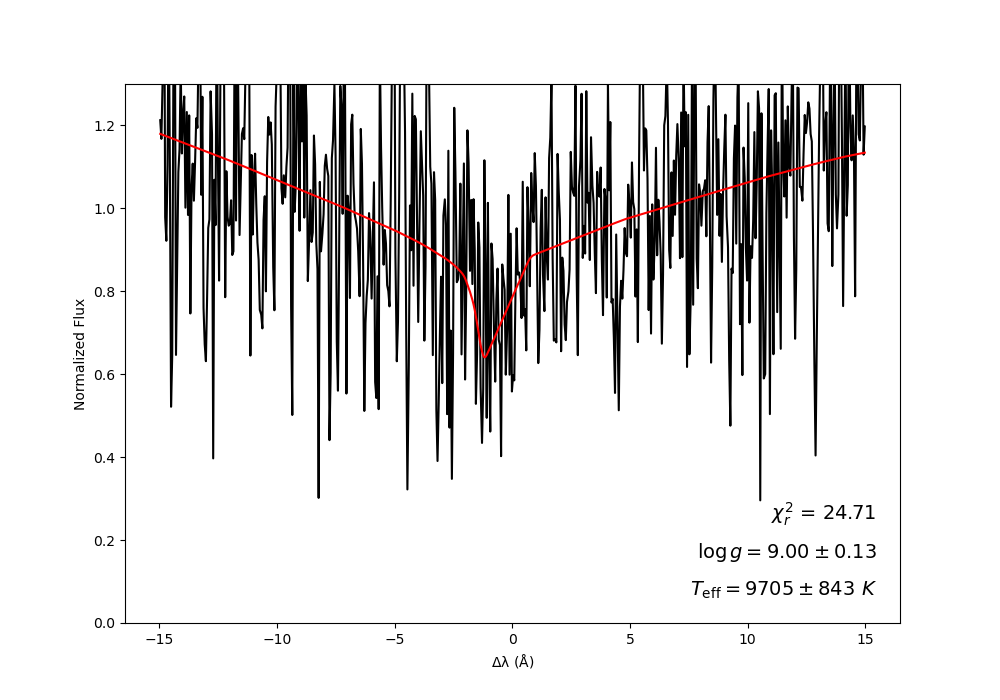 Normalized Flux
1.2
1.0
0.8
0.6
0.4
0.2
0.0
χ²ᵣ = 24.71
log g = 9.00 ± 0.13
T_eff = 9705 ± 843 K
−15 −10 −5 0 5 10 15
Δλ (Å)